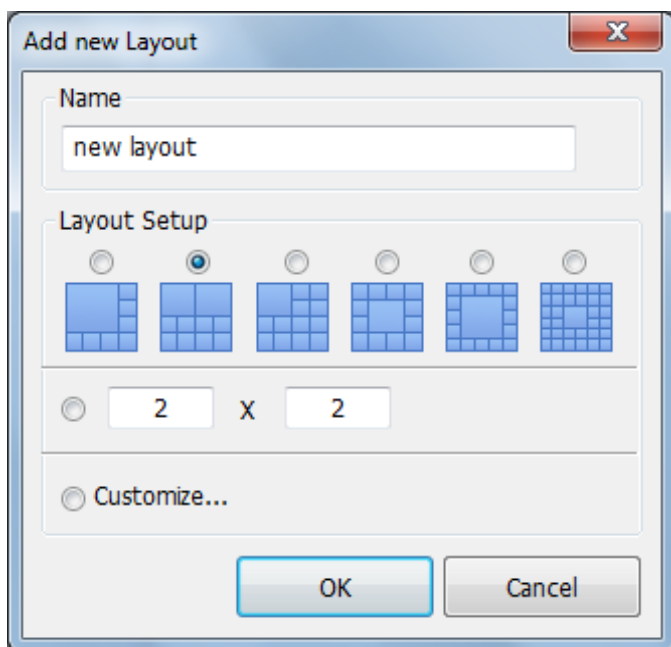 Add new Layout
X
Name
new layout
Layout Setup
2 X 2
Customize...
OK Cancel